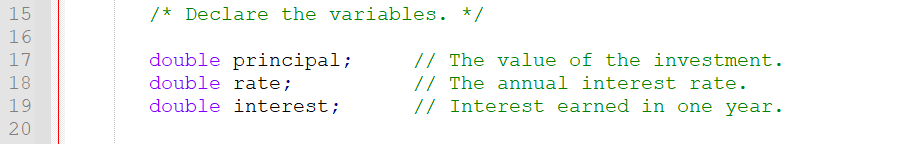 15 /* Declare the variables. */
16
17 double principal; // The value of the investment.
18 double rate; // The annual interest rate.
19 double interest; // Interest earned in one year.
20